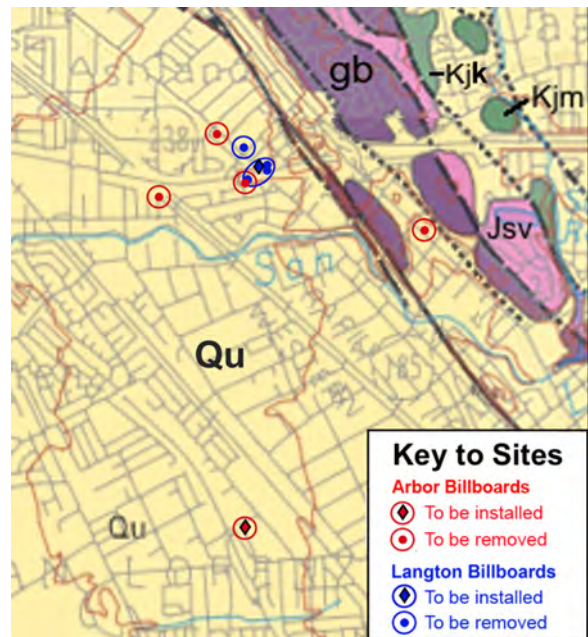 gb
Kjk
Kjm
238u
Jsv
San
Qu
Qu
Key to Sites
Arbor Billboards
To be installed
To be removed
Langton Billboards
To be installed
To be removed